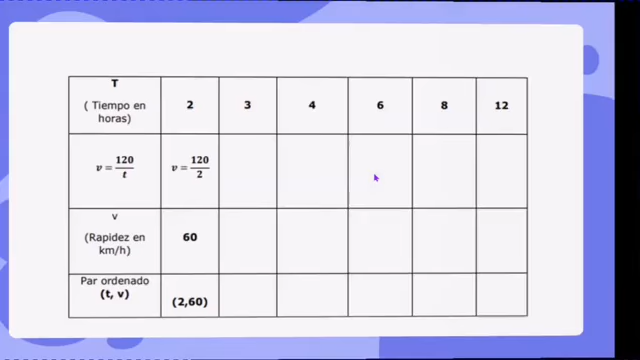 T
( Tiempo en
horas)
2 3 4 6 8 12
v = 120/t
v = 120/2
v
(Rapidez en
km/h)
60
Par ordenado
(t, v)
(2,60)